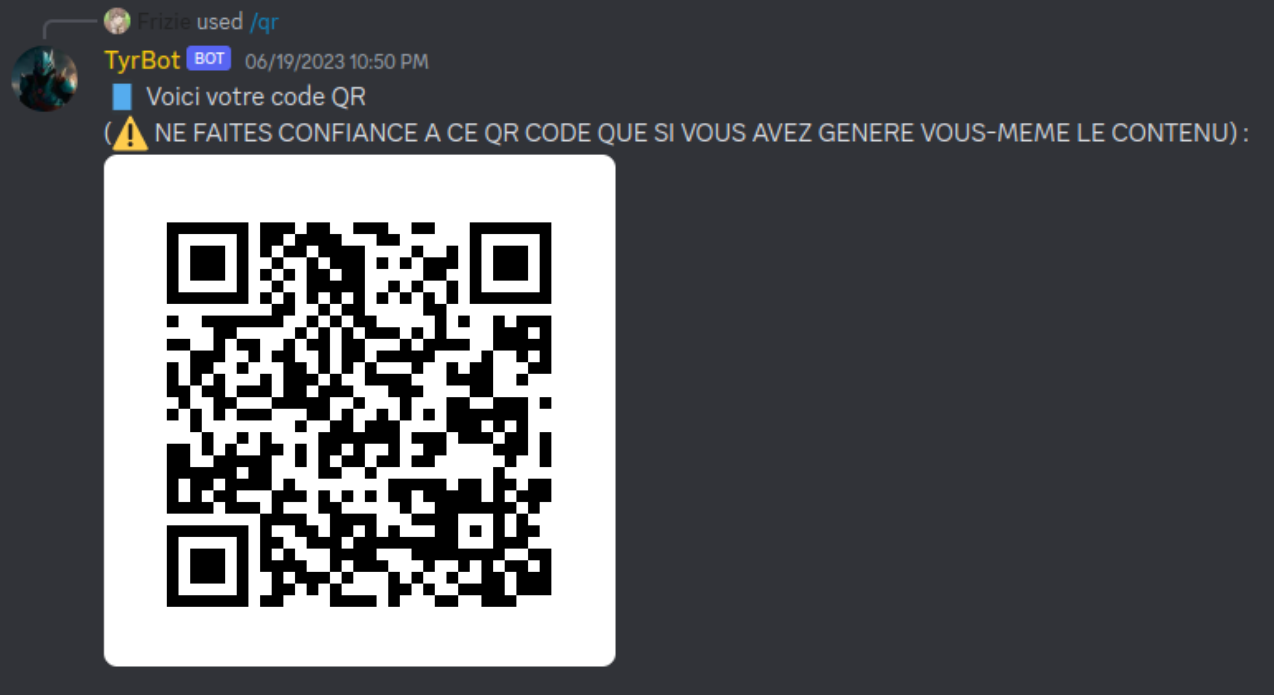 Frizie used /qr
TyrBot BOT 06/19/2023 10:50 PM
Voici votre code QR
(⚠ NE FAITES CONFIANCE A CE QR CODE QUE SI VOUS AVEZ GENERE VOUS-MEME LE CONTENU) :